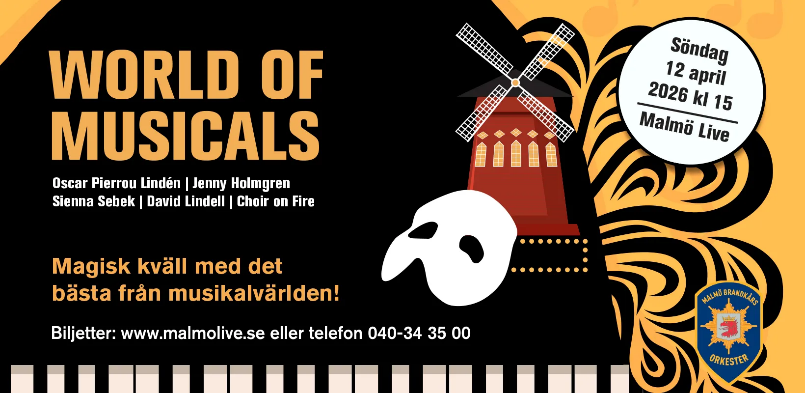 WORLD OF
MUSICALS
Oscar Pierrou Lindén | Jenny Holmgren
Sienna Sebek | David Lindell | Choir on Fire
Magisk kväll med det
bästa från musikalvärlden!
Biljetter: www.malmolive.se eller telefon 040-34 35 00
Söndag
12 april
2026 kl 15
Malmö Live
MALMÖ BRANDKÅRS
ORKESTER